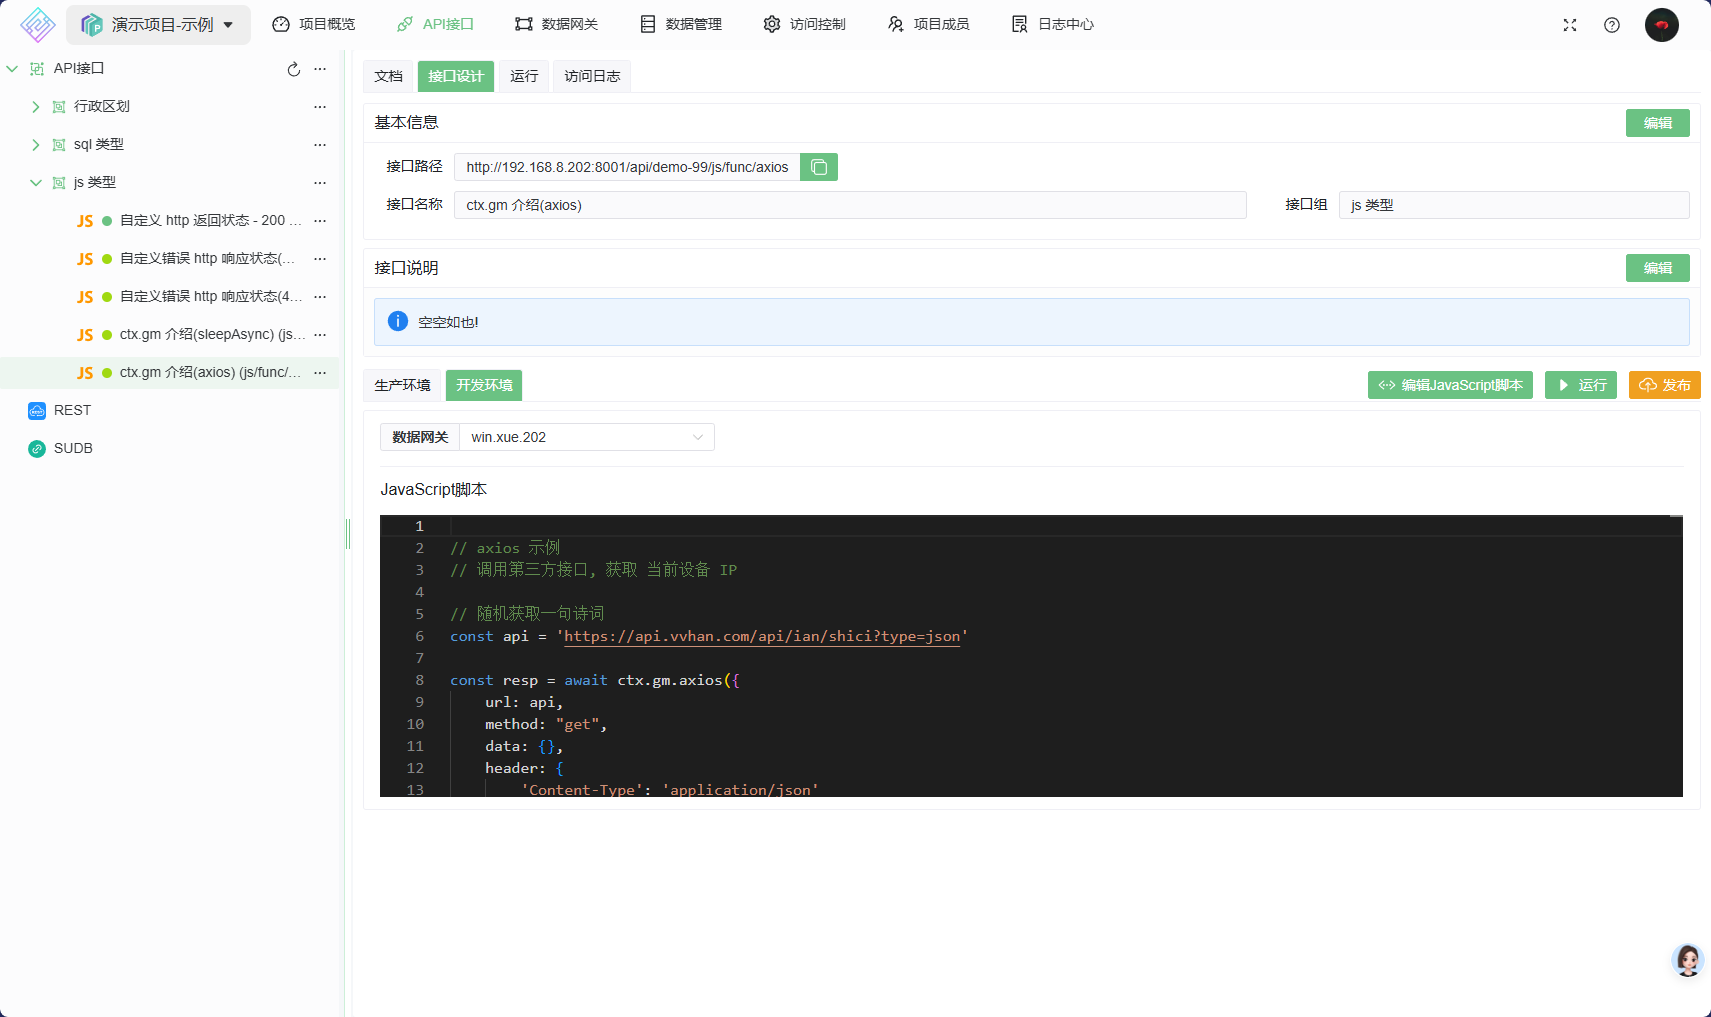 演示项目-示例
项目概览
API接口
数据网关
数据管理
访问控制
项目成员
日志中心
API接口
行政区划
sql 类型
js 类型
JS 自定义 http 返回状态 - 200 ...
JS 自定义错误 http 响应状态(...
JS 自定义错误 http 响应状态(4...
JS ctx.gm 介绍(sleepAsync) (js...
JS ctx.gm 介绍(axios) (js/func/...
REST
SUDB
文档 接口设计 运行 访问日志
基本信息 编辑
接口路径 http://192.168.8.202:8001/api/demo-99/js/func/axios
接口名称 ctx.gm 介绍(axios) 接口组 js 类型
接口说明 编辑
空空如也!
生产环境 开发环境 编辑JavaScript脚本 运行 发布
数据网关 win.xue.202
JavaScript脚本
1
2 // axios 示例
3 // 调用第三方接口, 获取 当前设备 IP
4
5 // 随机获取一句诗词
6 const api = 'https://api.vvhan.com/api/ian/shici?type=json'
7
8 const resp = await ctx.gm.axios({
9 url: api,
10 method: "get",
11 data: {},
12 header: {
13 'Content-Type': 'application/json'